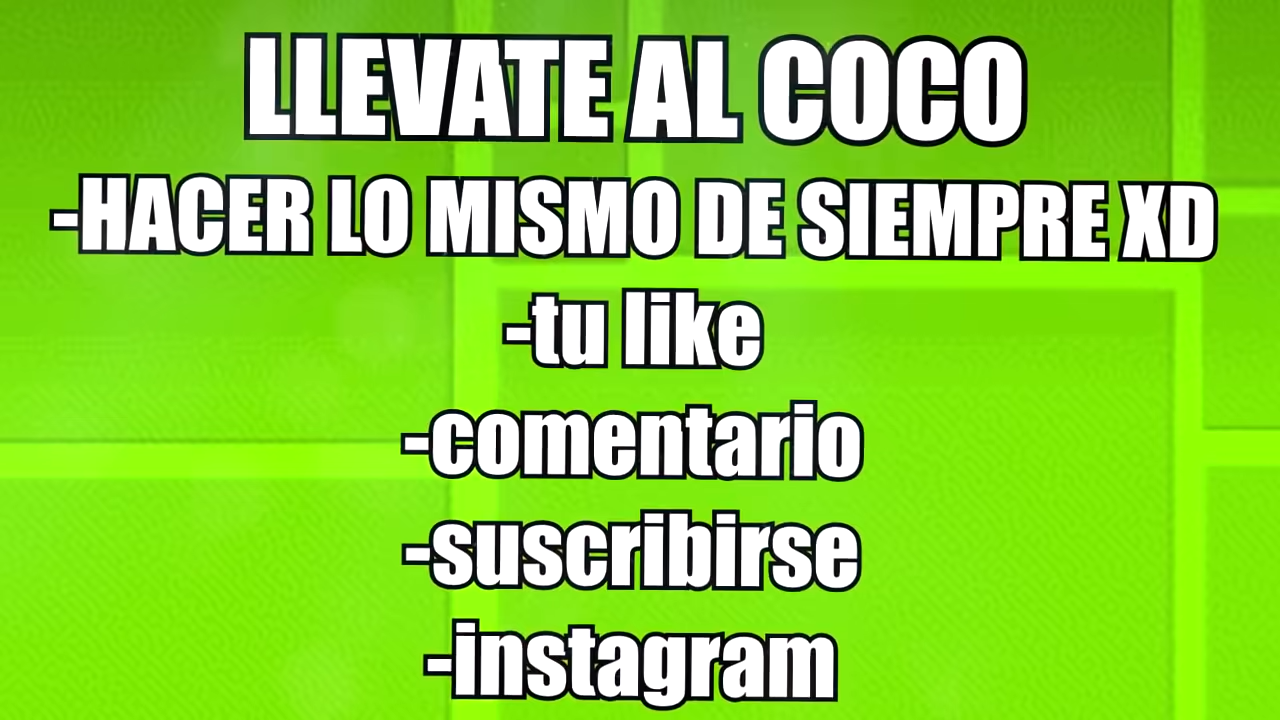 LLEVATE AL COCO
-HACER LO MISMO DE SIEMPRE XD
-tu like
-comentario
-suscribirse
-instagram